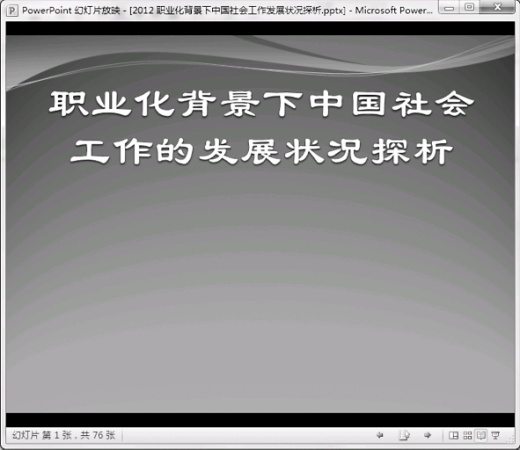 PowerPoint 幻灯片放映 - [2012 职业化背景下中国社会工作发展状况探析.pptx] - Microsoft Power...
职业化背景下中国社会
工作的发展状况探析
幻灯片 第 1 张，共 76 张